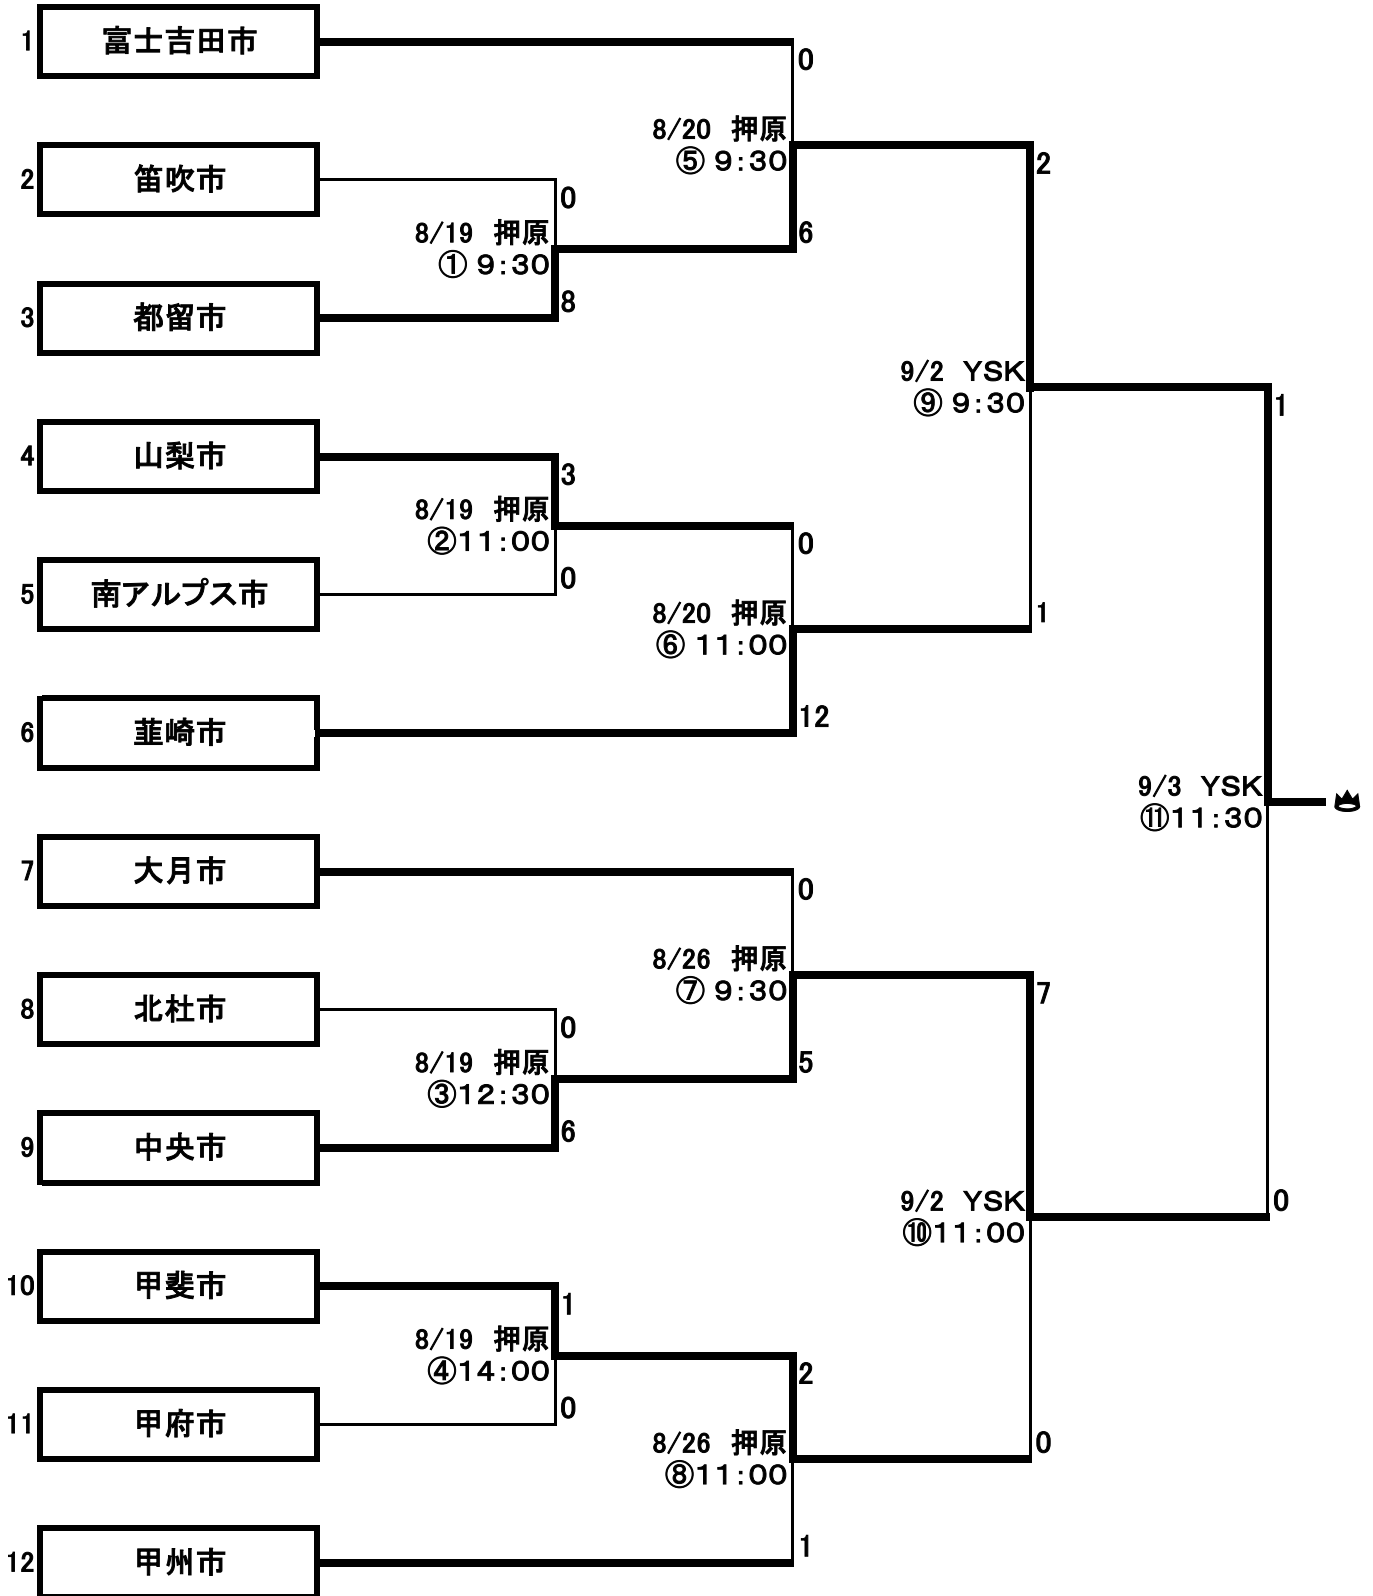 1 富士吉田市
0
8/20 押原
⑤ 9:30
2
2 笛吹市
0
8/19 押原
① 9:30
6
3 都留市
8
9/2 YSK
⑨ 9:30
1
4 山梨市
3
8/19 押原
②11:00
0
5 南アルプス市
0
8/20 押原
⑥ 11:00
1
6 韮崎市
12
9/3 YSK
⑪11:30
7 大月市
0
8/26 押原
⑦ 9:30
7
8 北杜市
0
8/19 押原
③12:30
5
9 中央市
6
9/2 YSK
⑩11:00
0
10 甲斐市
1
8/19 押原
④14:00
2
11 甲府市
0
8/26 押原
⑧11:00
0
12 甲州市
1